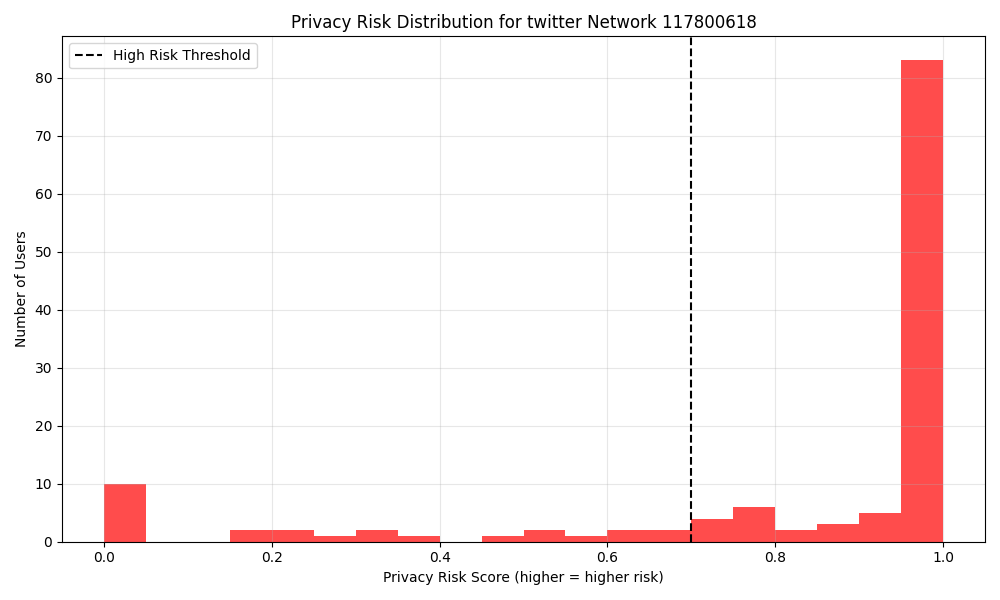 Privacy Risk Distribution for twitter Network 117800618
High Risk Threshold
Number of Users
80
70
60
50
40
30
20
10
0
0.0 0.2 0.4 0.6 0.8 1.0
Privacy Risk Score (higher = higher risk)